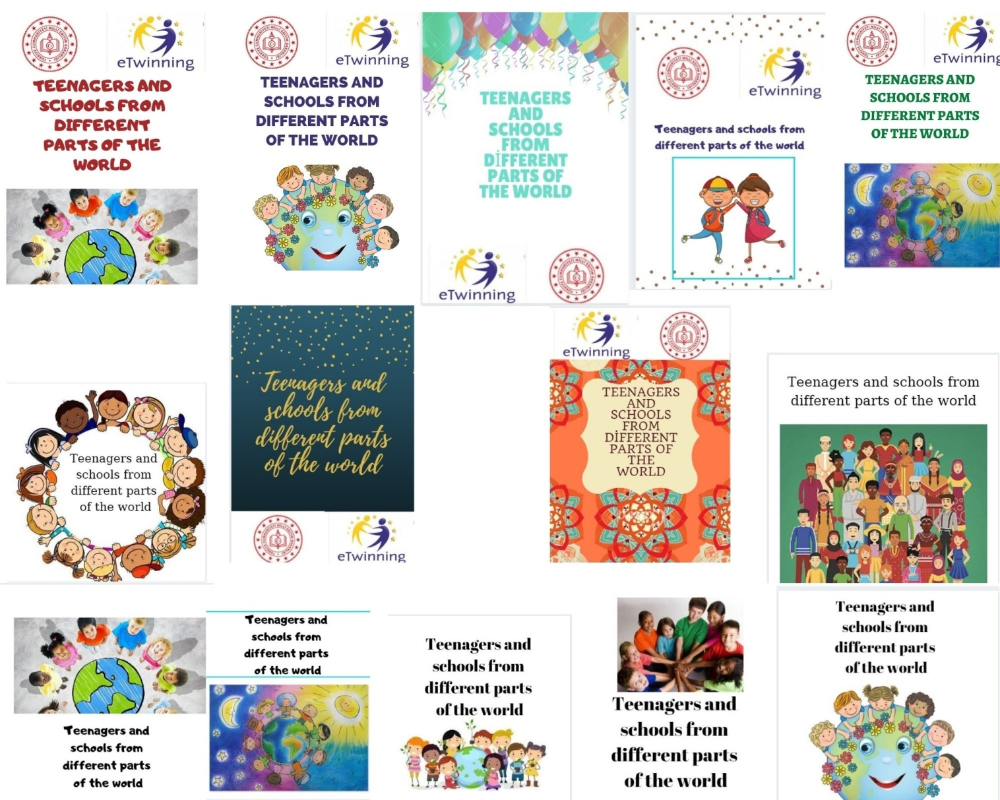 eTwinning
TEENAGERS AND
SCHOOLS FROM
DIFFERENT
PARTS OF THE
WORLD
eTwinning
TEENAGERS AND
SCHOOLS FROM
DIFFERENT PARTS
OF THE WORLD
TEENAGERS
AND
SCHOOLS
FROM
DİFFERENT
PARTS OF
THE WORLD
eTwinning
eTwinning
Teenagers and schools from
different parts of the world
eTwinning
TEENAGERS AND
SCHOOLS FROM
DIFFERENT PARTS
OF THE WORLD
Teenagers and
schools from
different parts
of the world
Teenagers and
schools from
different parts
of the world
eTwinning
eTwinning
TEENAGERS
AND
SCHOOLS
FROM
DİFFERENT
PARTS OF
THE
WORLD
Teenagers and schools from
different parts of the world
Teenagers and
schools from
different parts
of the world
Teenagers and
schools from
different parts
of the world
Teenagers and
schools from
different parts
of the world
Teenagers and
schools from
different parts
of the world
Teenagers and
schools from
different parts
of the world